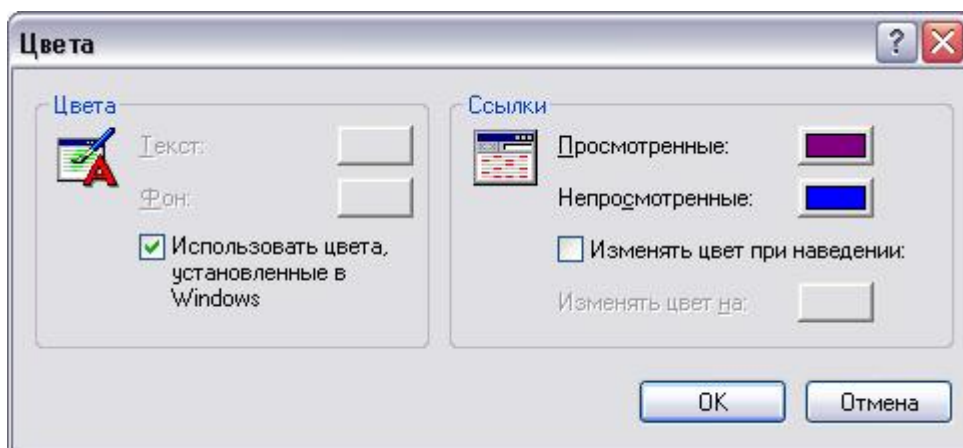 Цвета
Цвета
Текст:
Фон:
Использовать цвета,
установленные в
Windows
Ссылки
Просмотренные:
Непросмотренные:
Изменять цвет при наведении:
Изменять цвет на:
OK
Отмена